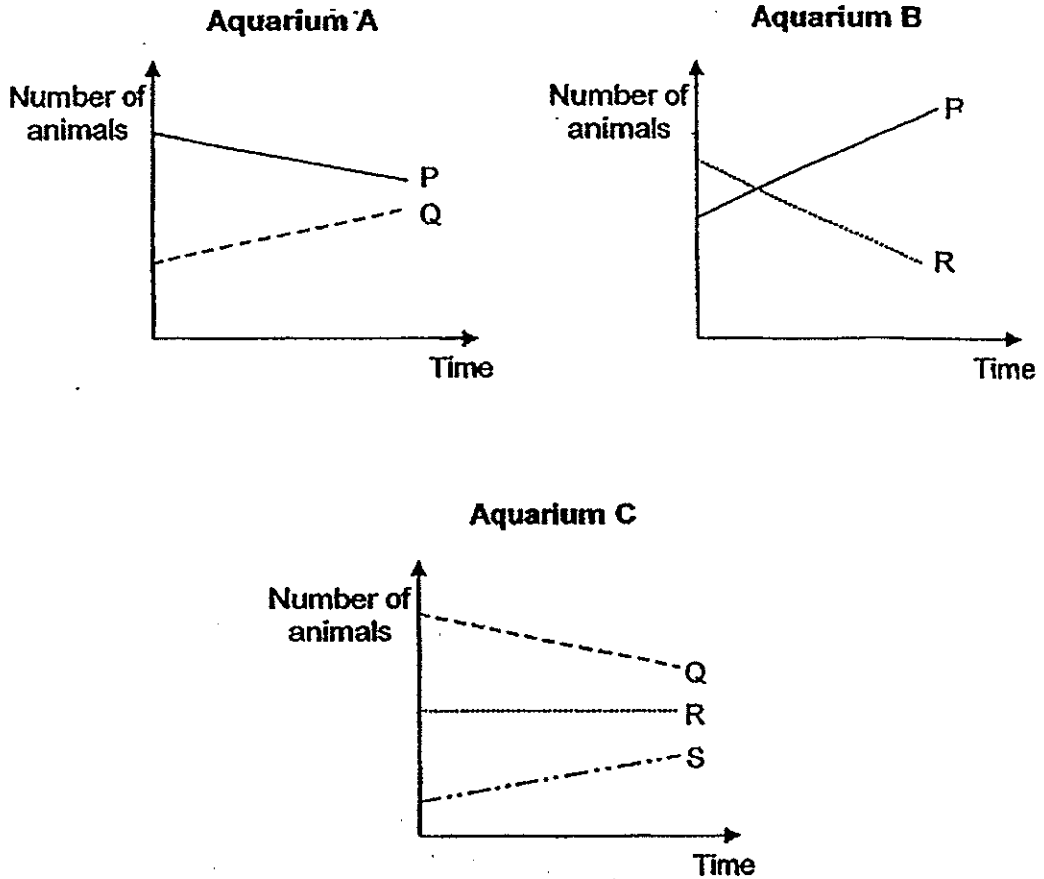 Aquarium A
Number of
animals
P
Q
Time
Aquarium B
Number of
animals
P
R
Time
Aquarium C
Number of
animals
Q
R
S
Time